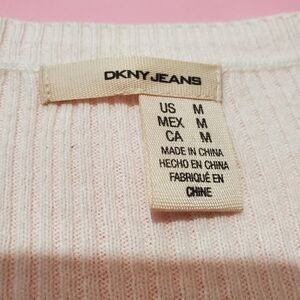 DKNY JEANS
US M
MEX M
CA M
MADE IN CHINA
HECHO EN CHINA
FABRIQUÉ EN
CHINE